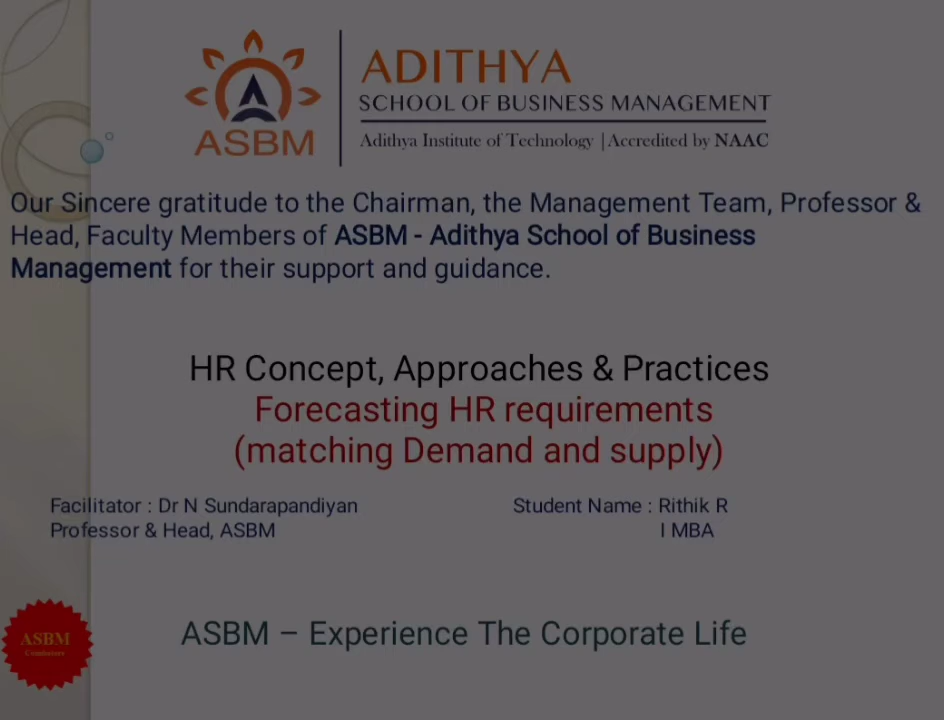 ASBM
ADITHYA
SCHOOL OF BUSINESS MANAGEMENT
Adithya Institute of Technology | Accredited by NAAC
Our Sincere gratitude to the Chairman, the Management Team, Professor &
Head, Faculty Members of ASBM - Adithya School of Business
Management for their support and guidance.
HR Concept, Approaches & Practices
Forecasting HR requirements
(matching Demand and supply)
Facilitator : Dr N Sundarapandiyan
Professor & Head, ASBM
Student Name : Rithik R
I MBA
ASBM
Coimbatore
ASBM – Experience The Corporate Life